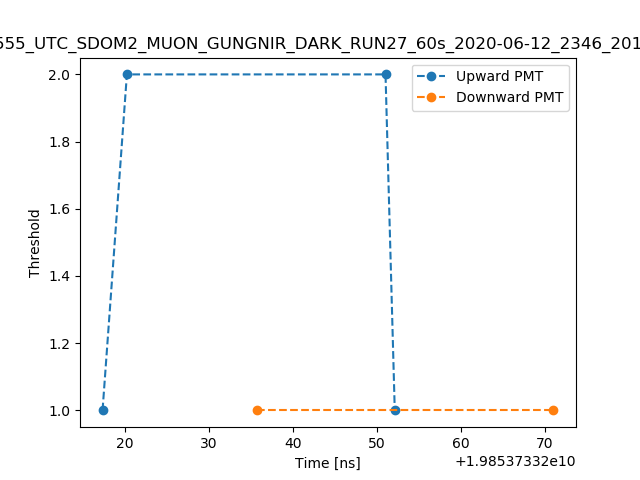 555_UTC_SDOM2_MUON_GUNGNIR_DARK_RUN27_60s_2020-06-12_2346_201
Upward PMT
Downward PMT
2.0
1.8
1.6
1.4
1.2
1.0
Threshold
20 30 40 50 60 70
Time [ns]
+1.98537332e10